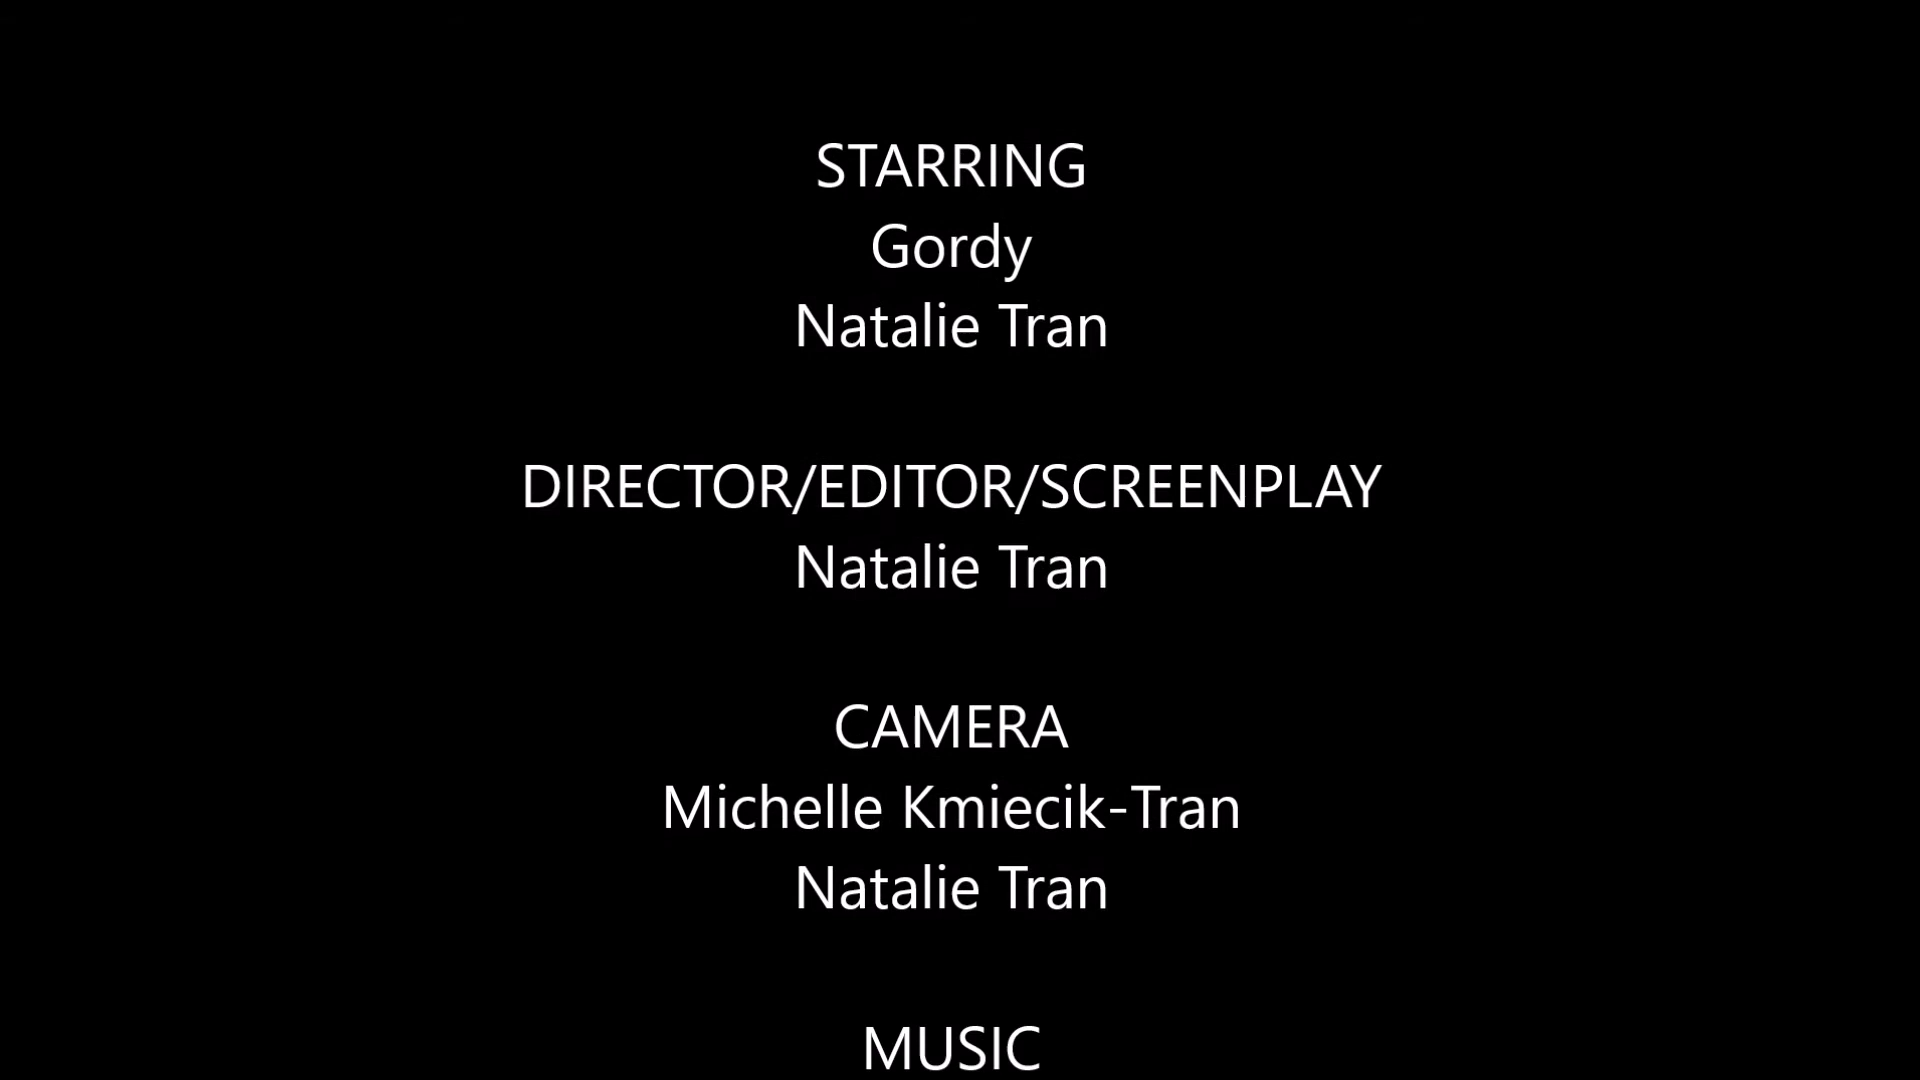 STARRING
Gordy
Natalie Tran
DIRECTOR/EDITOR/SCREENPLAY
Natalie Tran
CAMERA
Michelle Kmiecik-Tran
Natalie Tran
MUSIC